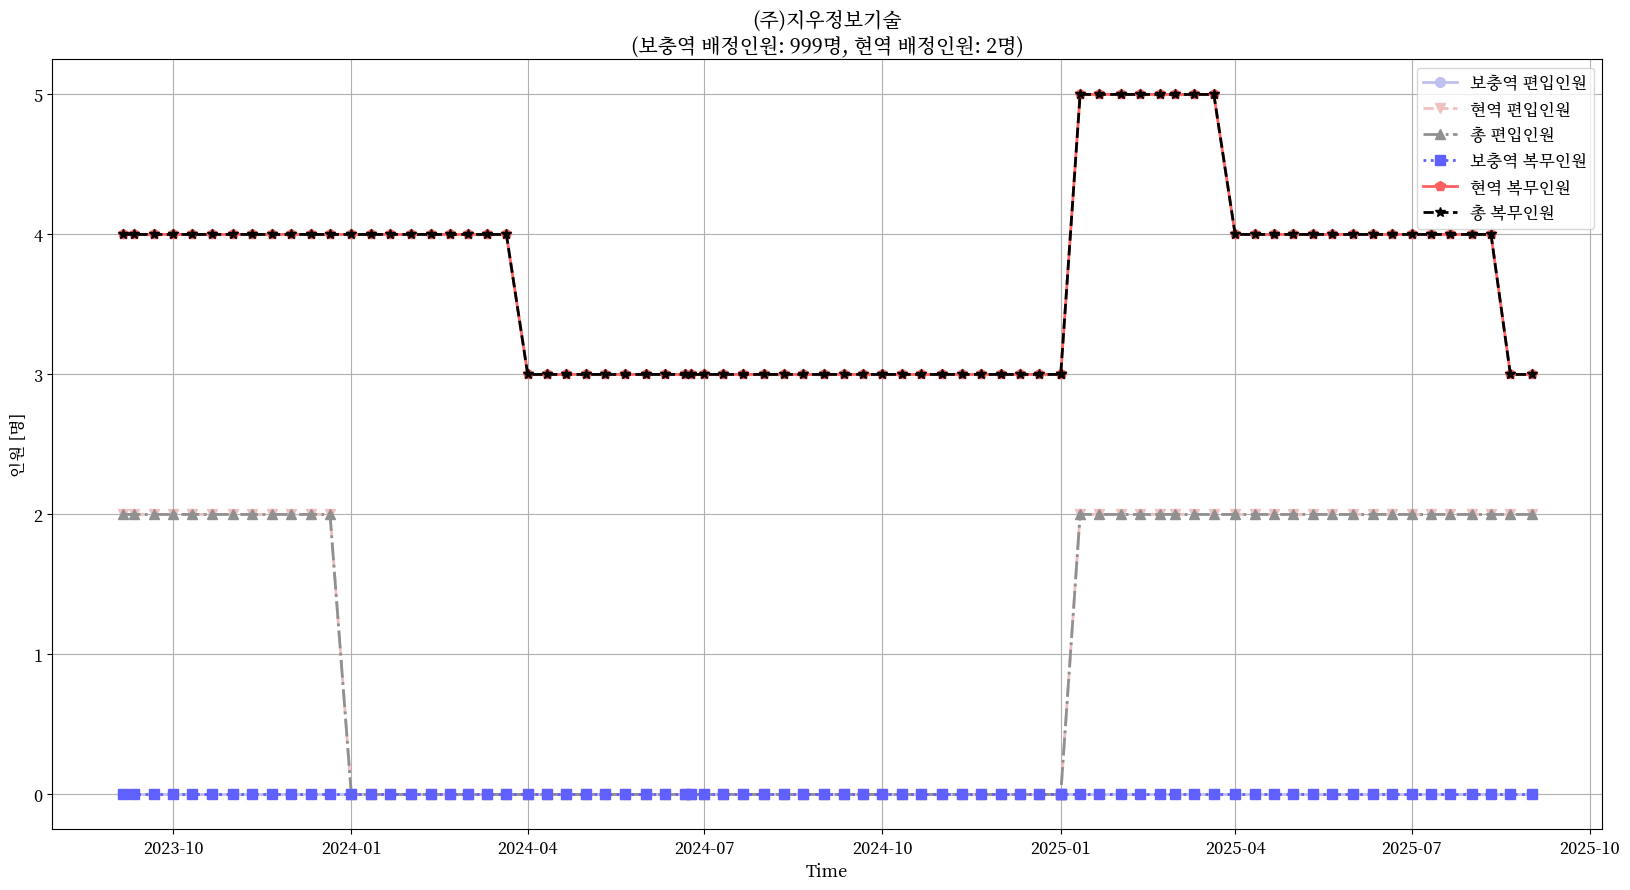 (주)지우정보기술
(보충역 배정인원: 999명, 현역 배정인원: 2명)
보충역 편입인원
현역 편입인원
총 편입인원
보충역 복무인원
현역 복무인원
총 복무인원
인원 [명]
5
4
3
2
1
0
2023-10
2024-01
2024-04
2024-07
2024-10
2025-01
2025-04
2025-07
2025-10
Time